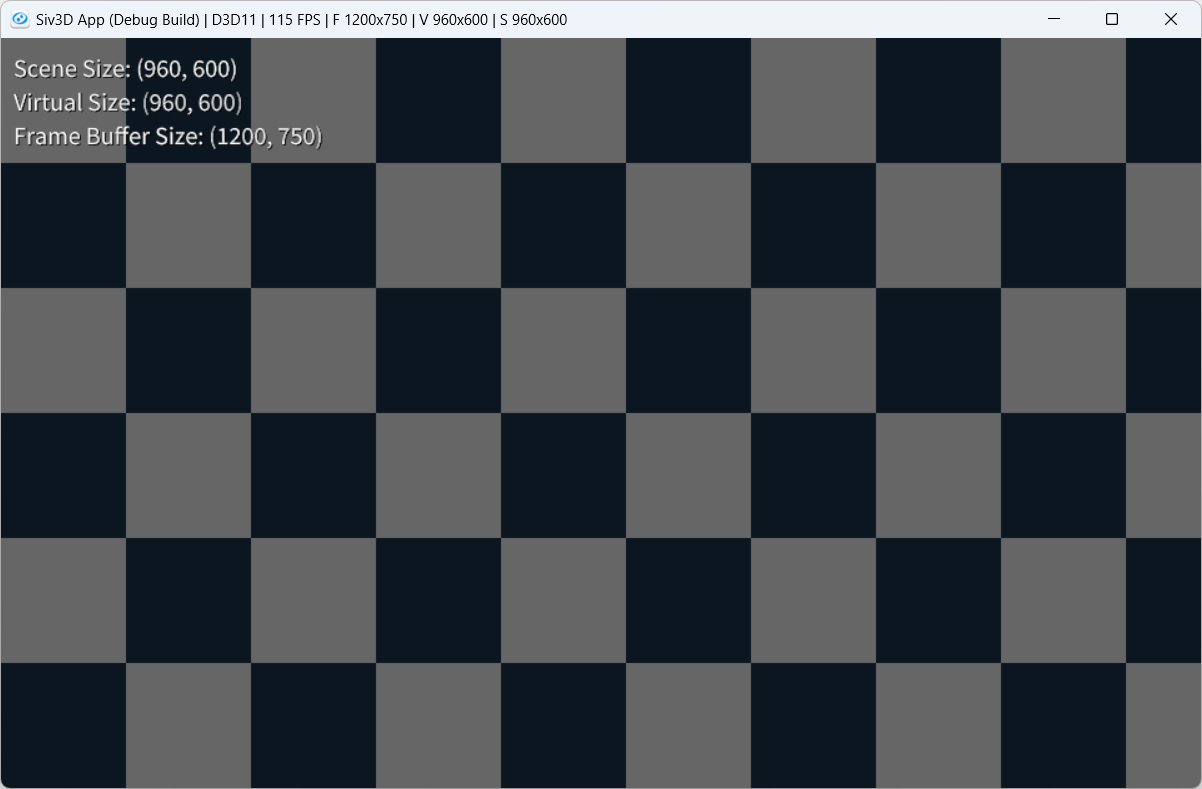 Siv3D App (Debug Build) | D3D11 | 115 FPS | F 1200x750 | V 960x600 | S 960x600
Scene Size: (960, 600)
Virtual Size: (960, 600)
Frame Buffer Size: (1200, 750)